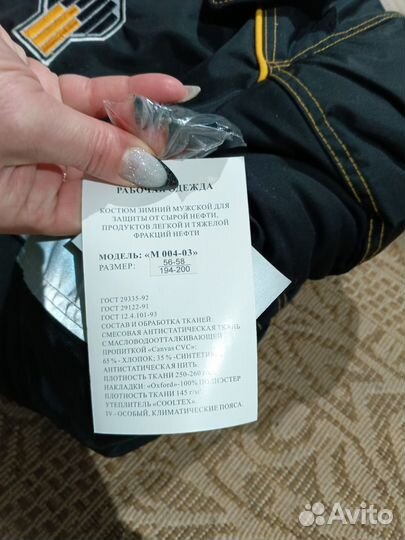 РАБОЧАЯ ОДЕЖДА
КОСТЮМ ЗИМНИЙ МУЖСКОЙ ДЛЯ
ЗАЩИТЫ ОТ СЫРОЙ НЕФТИ,
ПРОДУКТОВ ЛЕГКОЙ И ТЯЖЕЛОЙ
ФРАКЦИЙ НЕФТИ
МОДЕЛЬ: «М 004-03»
РАЗМЕР: 56-58
194-200
ГОСТ 29335-92
ГОСТ 29122-91
ГОСТ 12.4.101-93
СОСТАВ И ОБРАБОТКА ТКАНЕЙ:
СМЕСОВАЯ АНТИСТАТИЧЕСКАЯ ТКАНЬ
С МАСЛОВОДООТТАЛКИВАЮЩЕЙ
ПРОПИТКОЙ «Canvas CVC»:
65% - ХЛОПОК; 35 % -СИНТЕТИКА
АНТИСТАТИЧЕСКАЯ НИТЬ.
ПЛОТНОСТЬ ТКАНИ 250-260
НАКЛАДКИ: «Oxford»-100% ПОЛИЭСТЕР
ПЛОТНОСТЬ ТКАНИ 145 г/м²
УТЕПЛИТЕЛЬ «COOLTEX».
IV - ОСОБЫЙ, КЛИМАТИЧЕСКИЕ ПОЯСА.
Avito